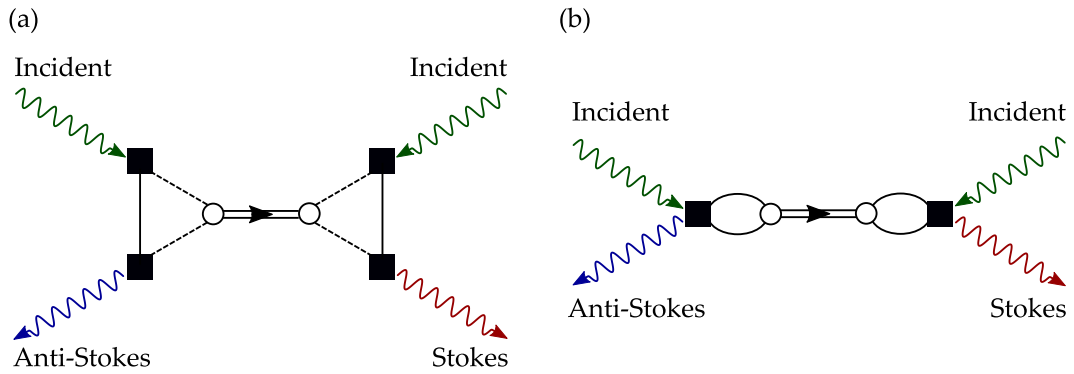 (a)
Incident
Incident
Anti-Stokes
Stokes
(b)
Incident
Incident
Anti-Stokes
Stokes